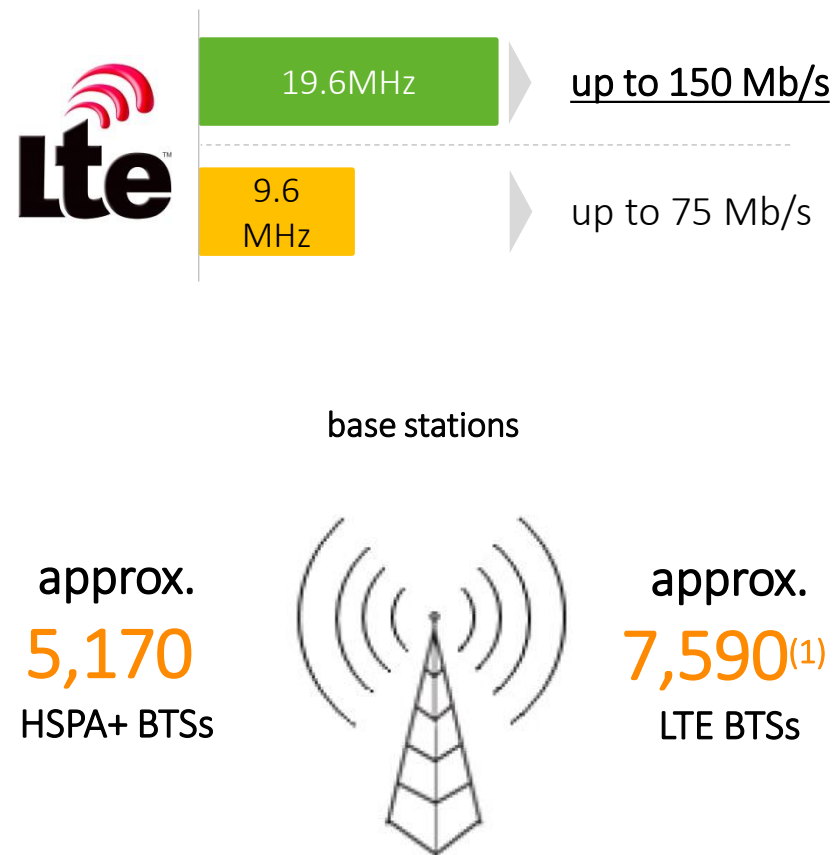 19.6MHz
up to 150 Mb/s
Lte™
9.6
MHz
up to 75 Mb/s
base stations
approx.
5,170
HSPA+ BTSs
approx.
7,590(1)
LTE BTSs